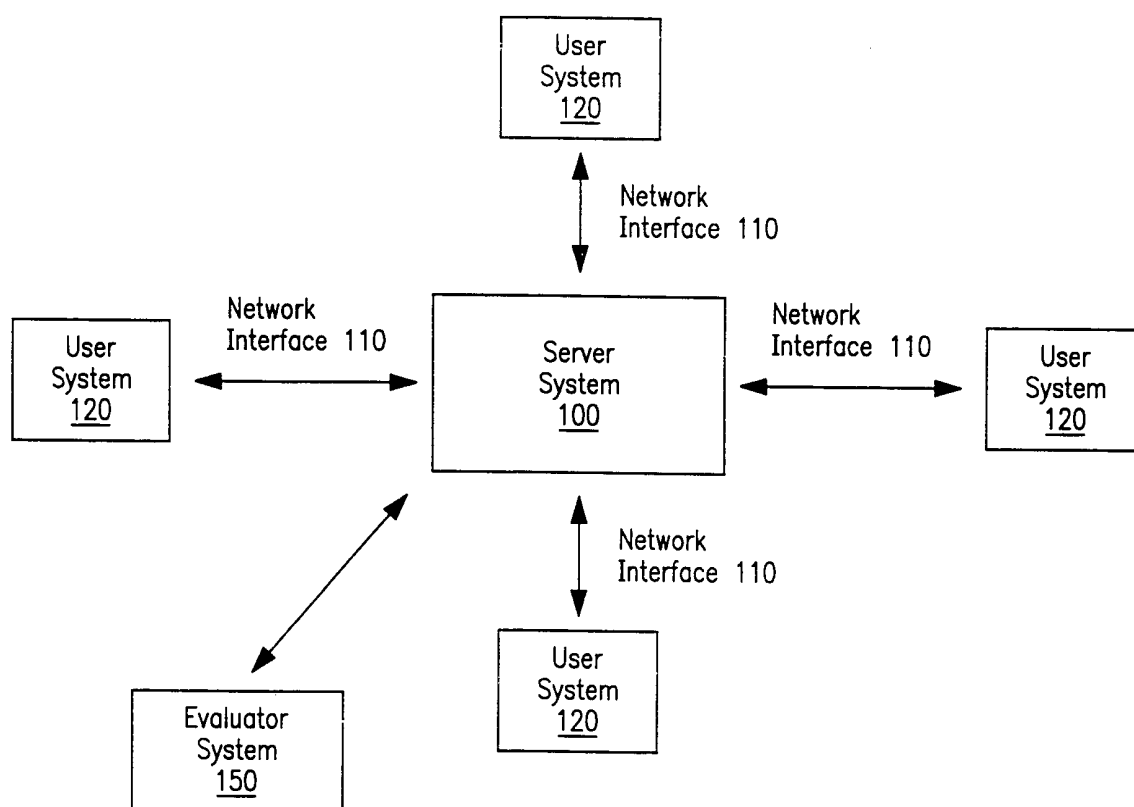 User
System
120
Network
Interface 110
Network
Interface 110
User
System
120
Server
System
100
Network
Interface 110
User
System
120
Network
Interface 110
User
System
120
Evaluator
System
150